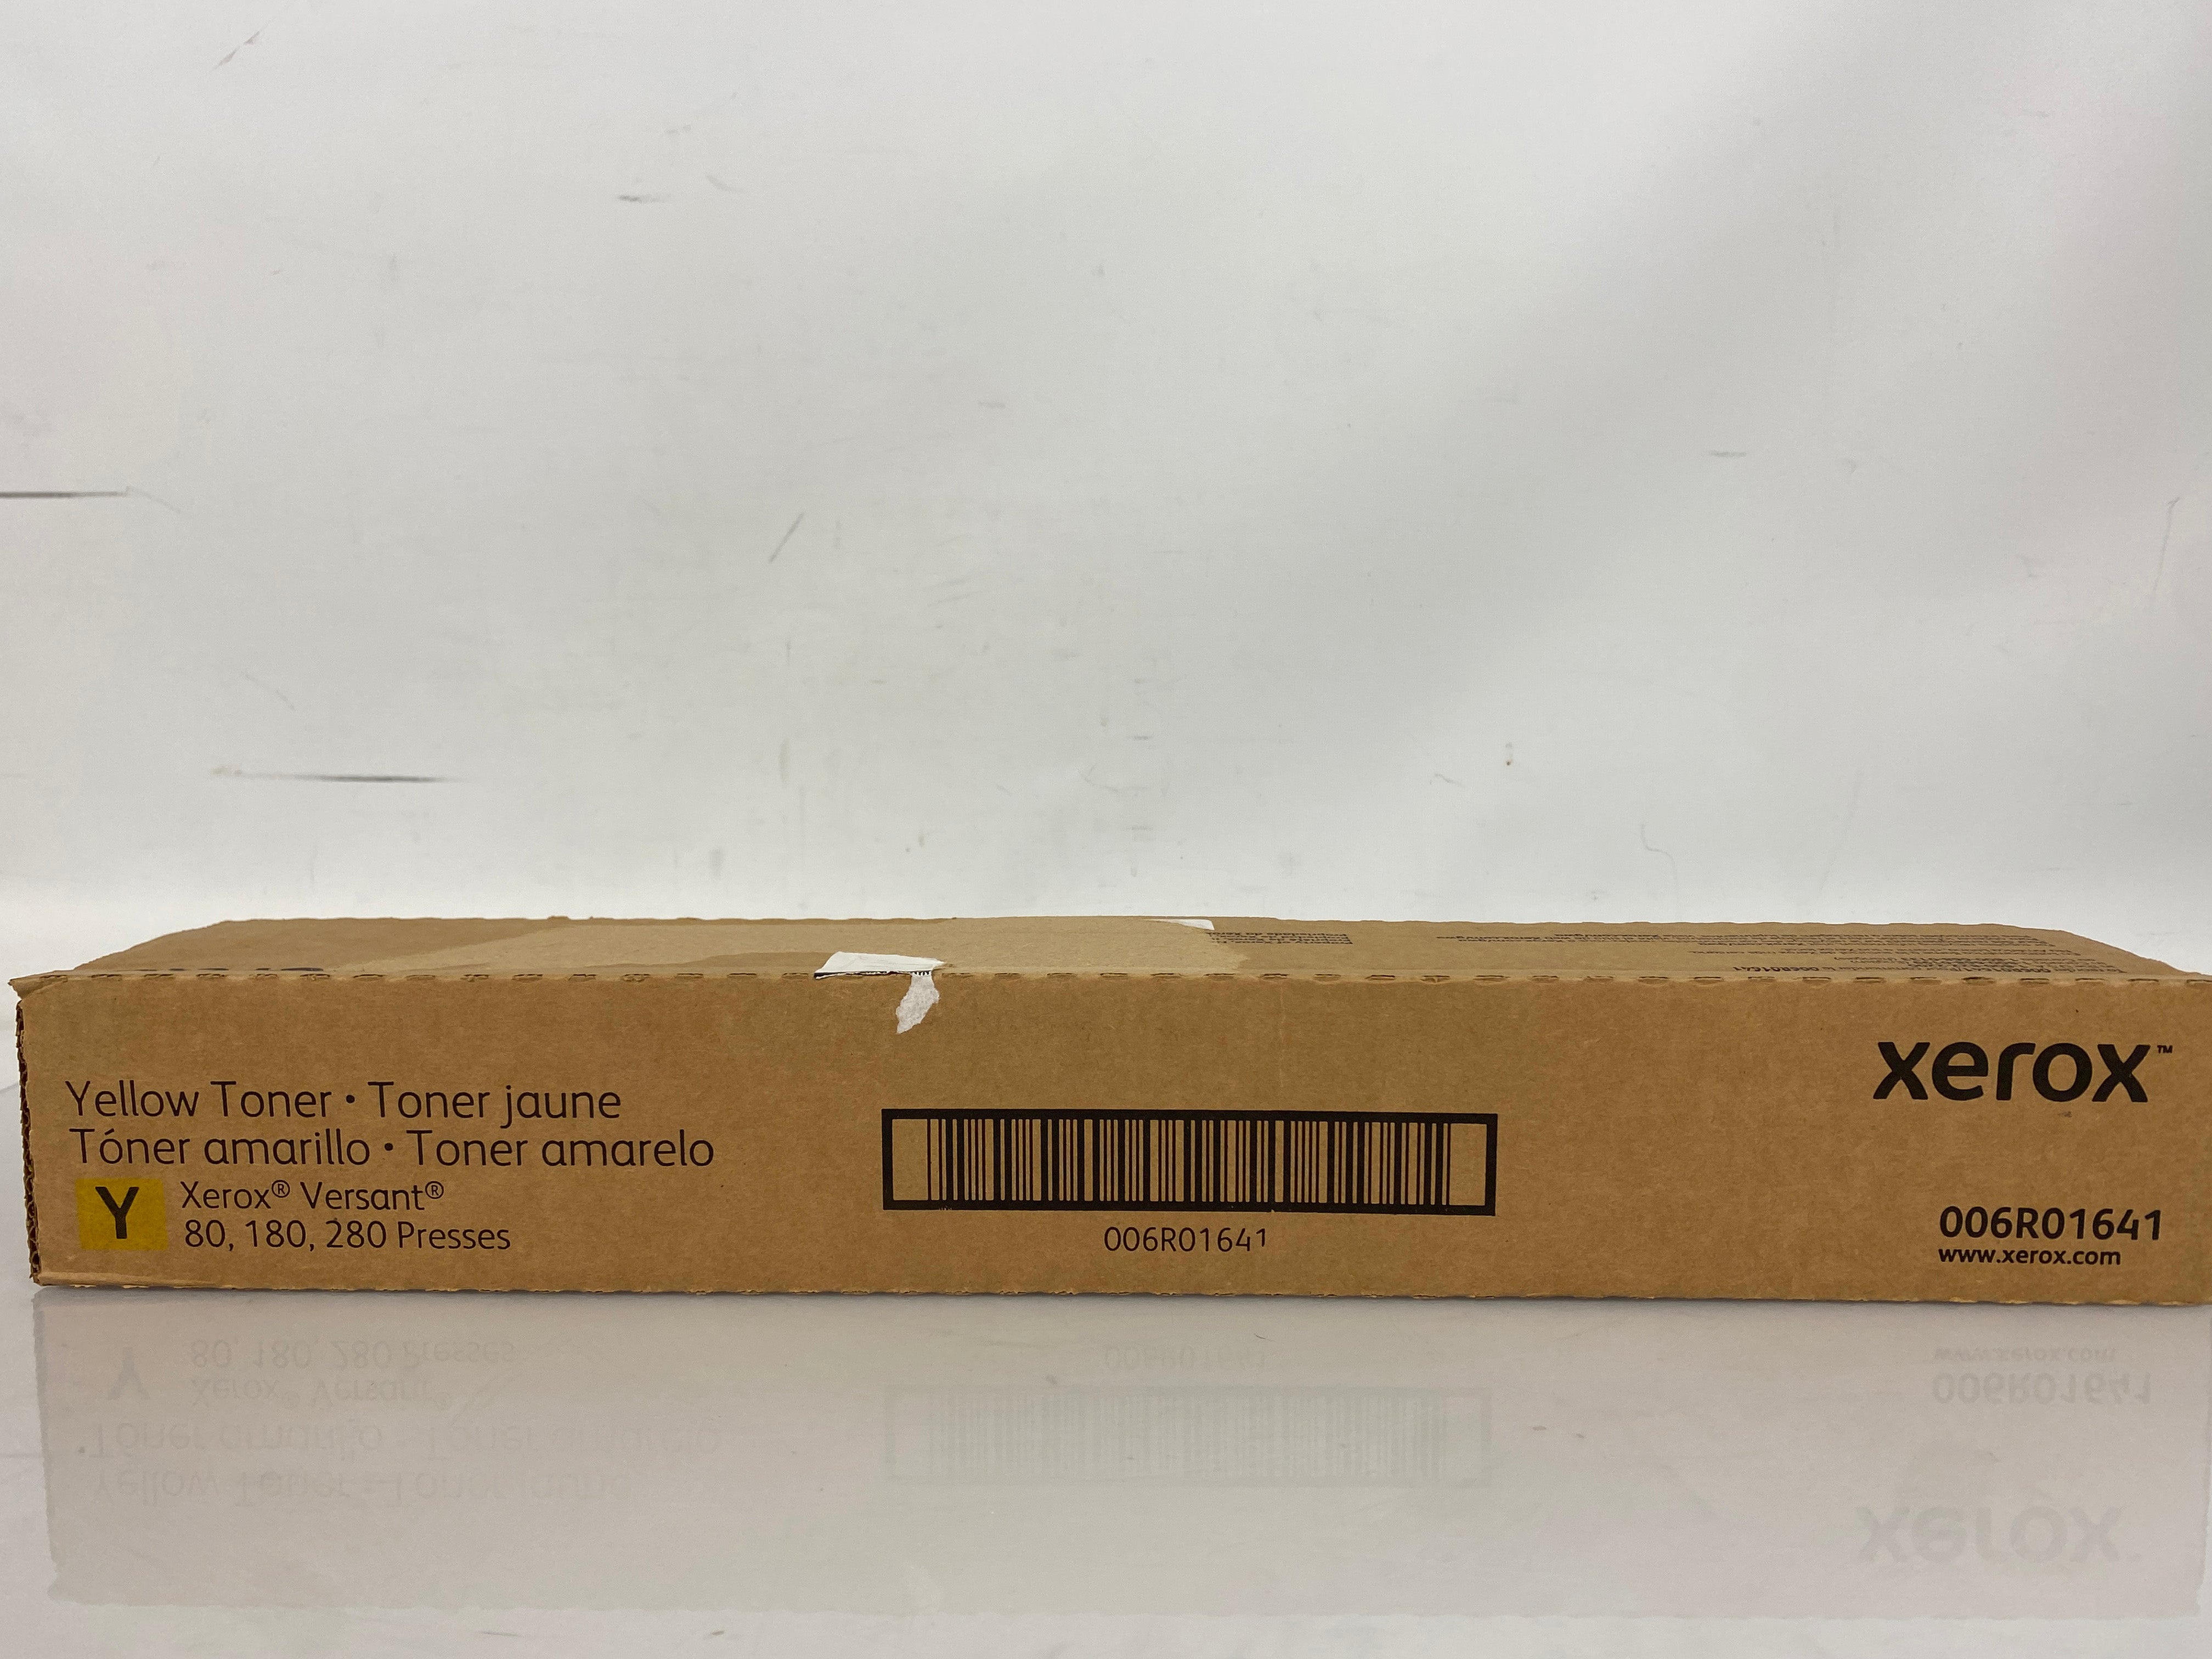 xerox™
Yellow Toner • Toner jaune
Tóner amarillo • Toner amarelo
Y
Xerox® Versant®
80, 180, 280 Presses
006R01641
006R01641
www.xerox.com